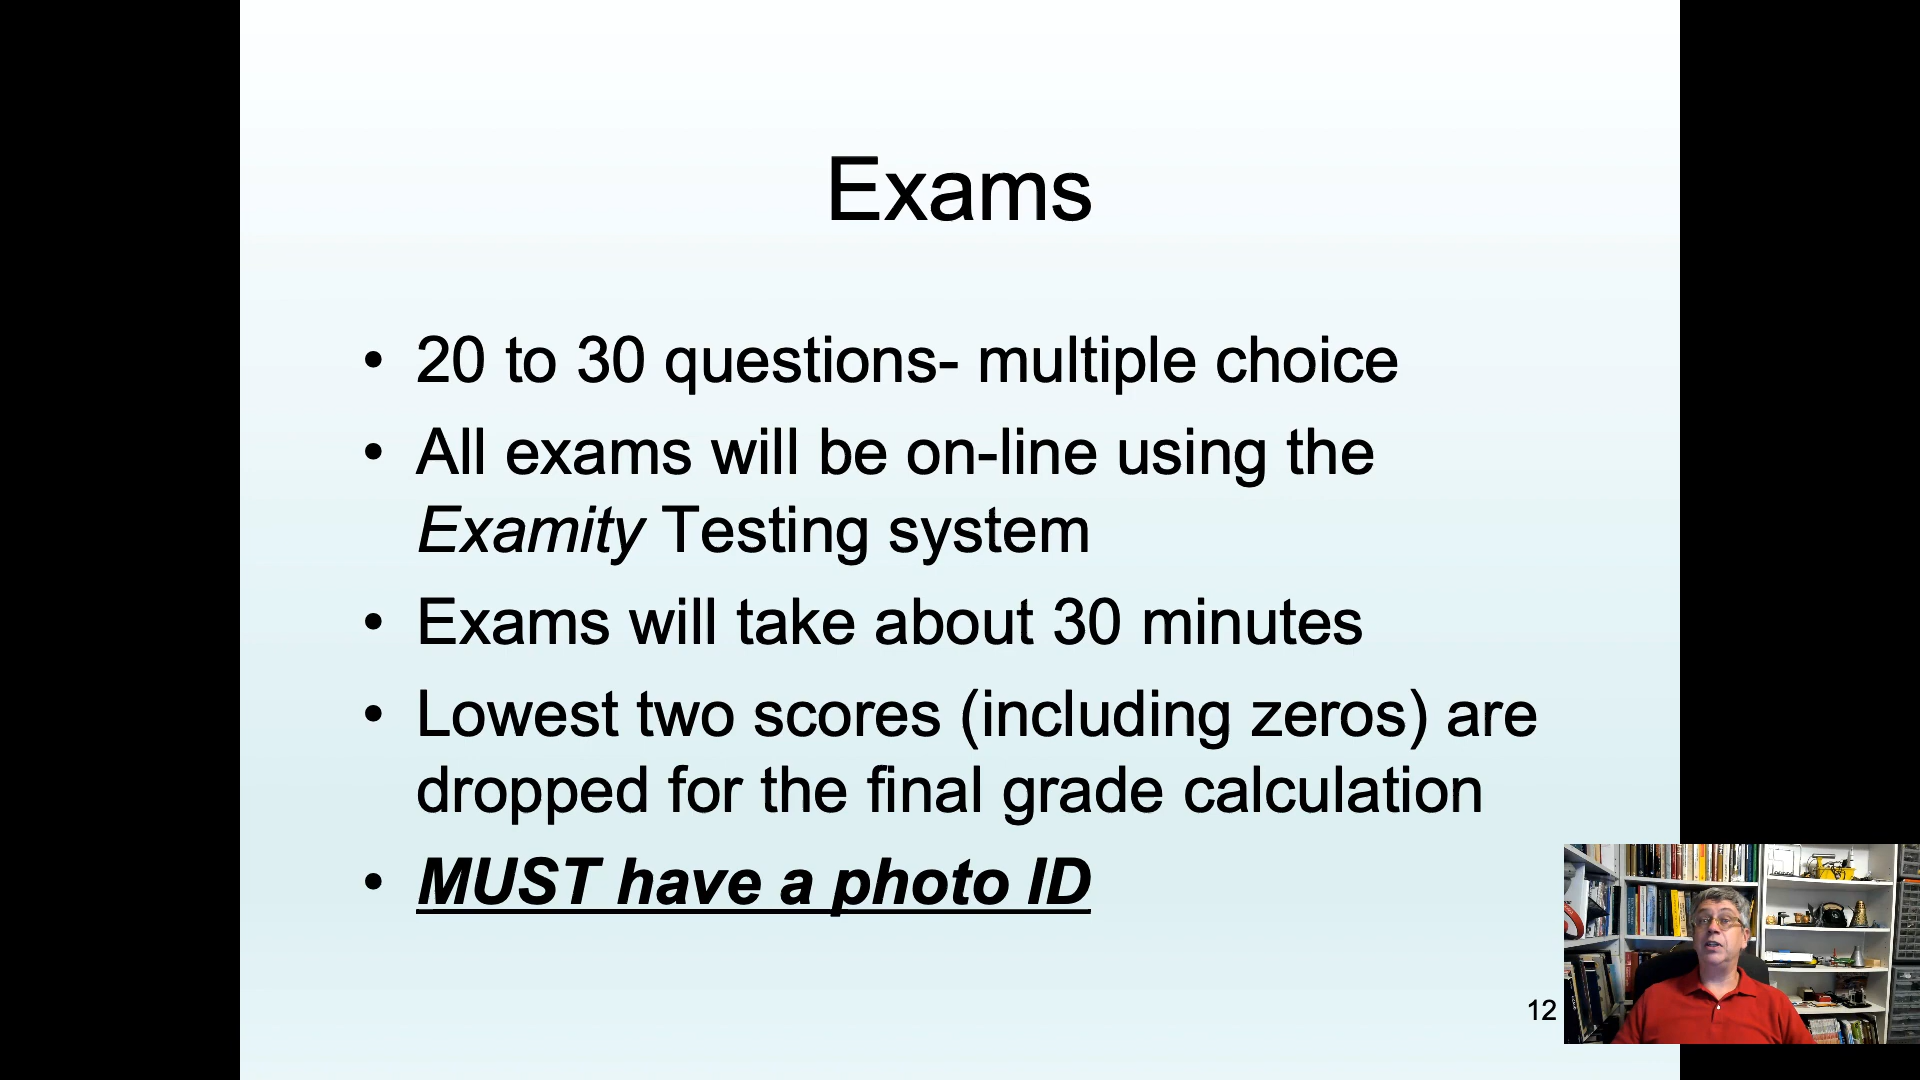 Exams
• 20 to 30 questions- multiple choice
• All exams will be on-line using the
Examity Testing system
• Exams will take about 30 minutes
• Lowest two scores (including zeros) are
dropped for the final grade calculation
• MUST have a photo ID
12